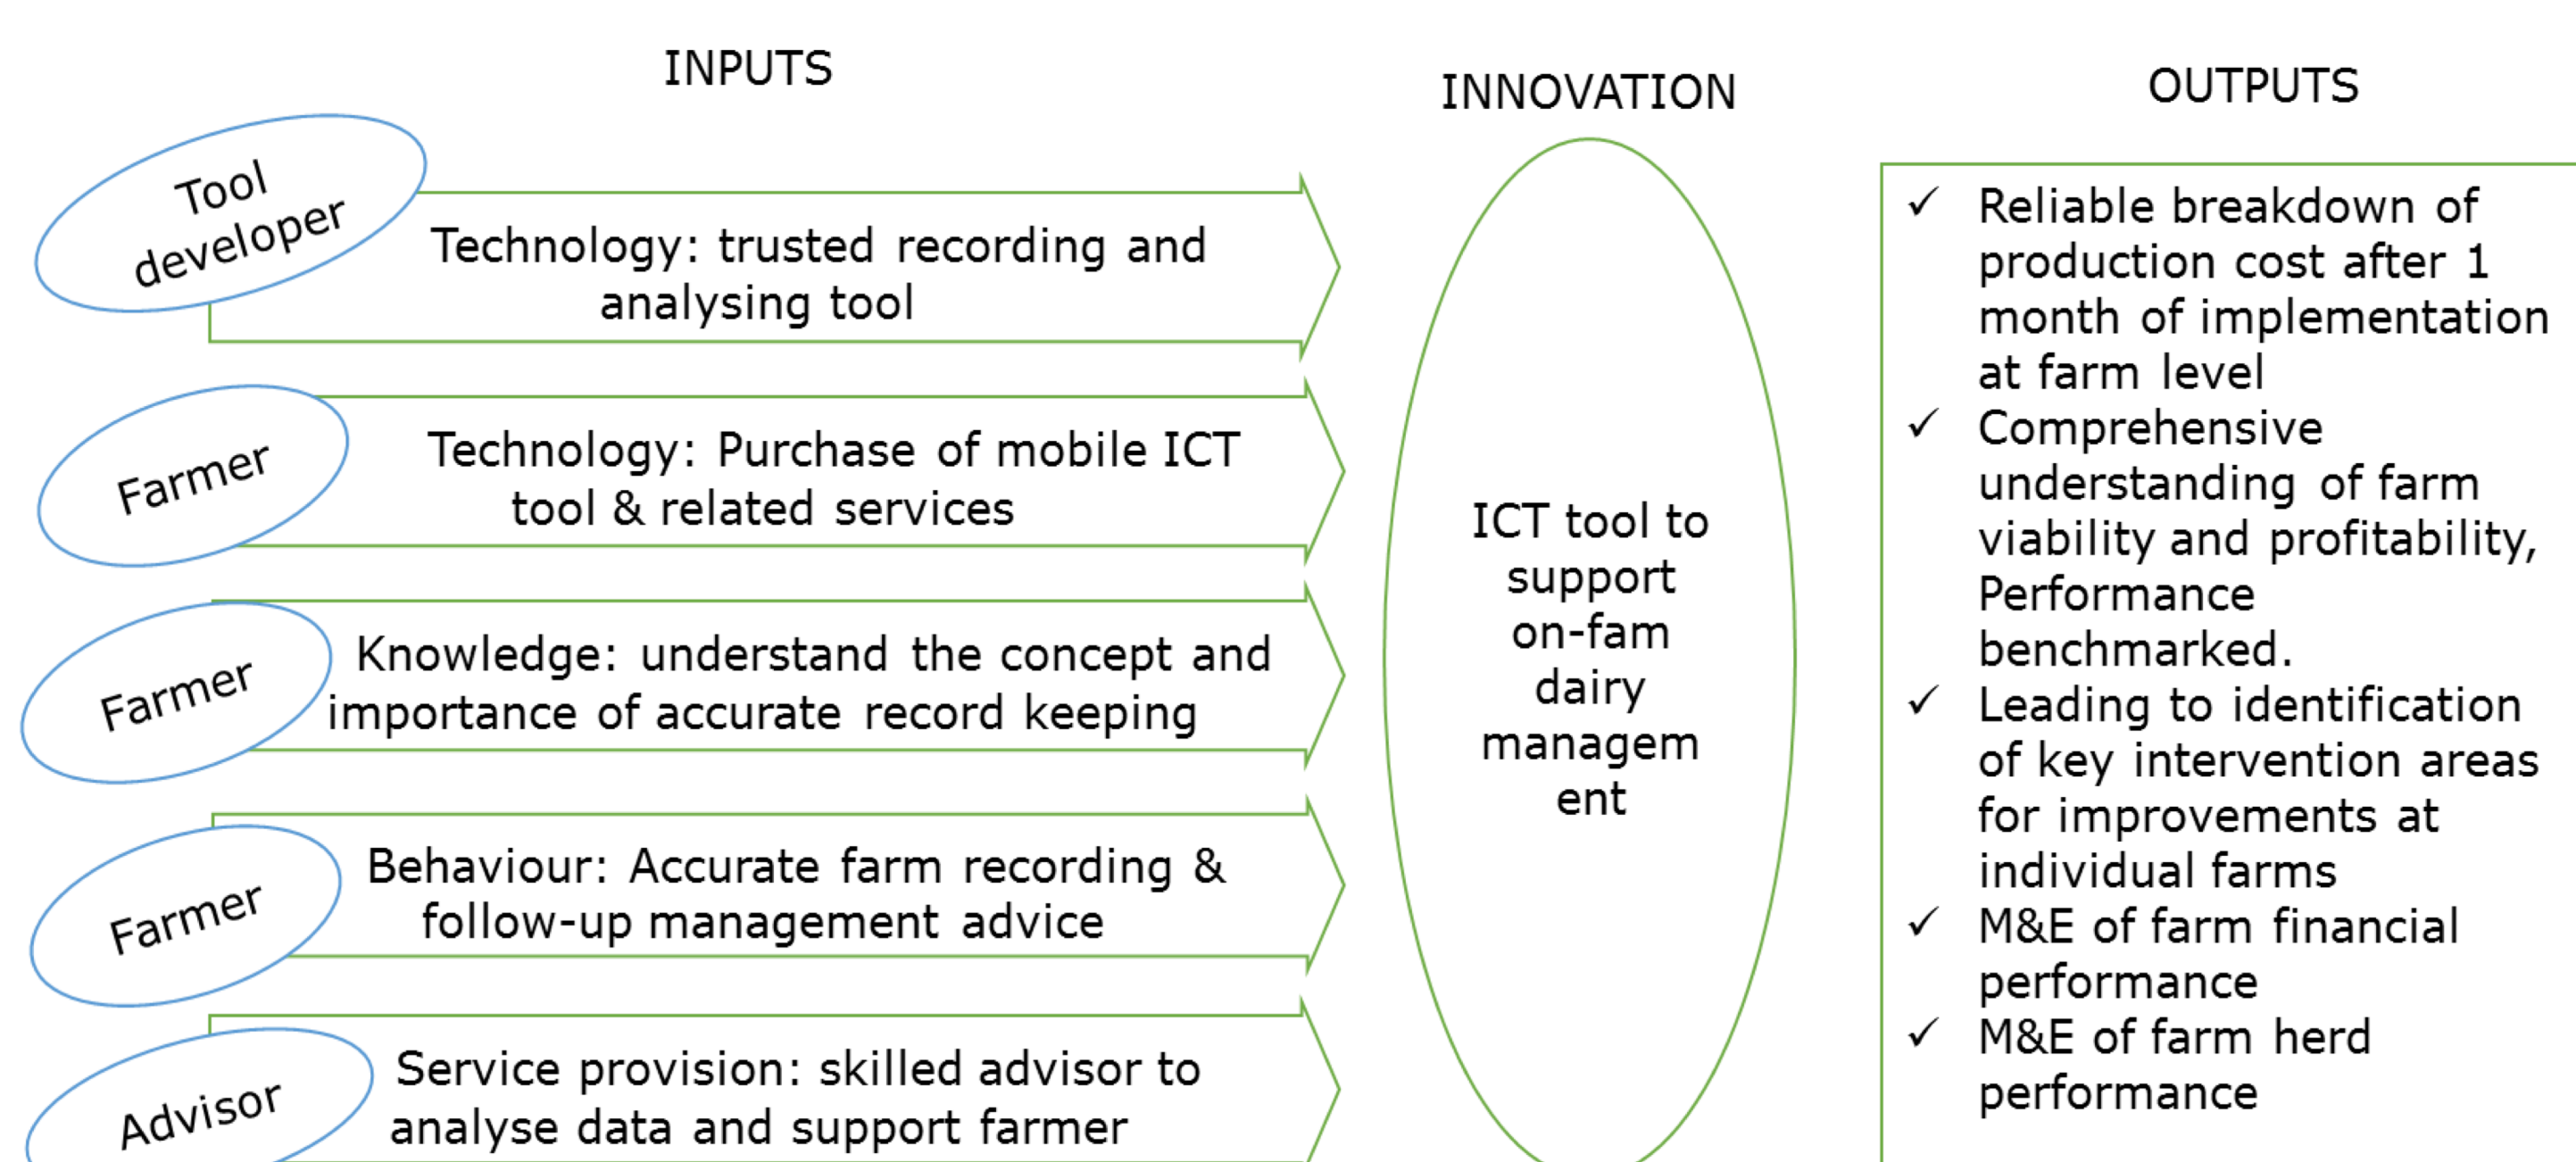 INPUTS
INNOVATION
OUTPUTS
Tool
developer
Technology: trusted recording and
analysing tool
Farmer
Technology: Purchase of mobile ICT
tool & related services
Farmer
Knowledge: understand the concept and
importance of accurate record keeping
Farmer
Behaviour: Accurate farm recording &
follow-up management advice
Advisor
Service provision: skilled advisor to
analyse data and support farmer
ICT tool to
support
on-fam
dairy
managem
ent
✓ Reliable breakdown of
production cost after 1
month of implementation
at farm level
✓ Comprehensive
understanding of farm
viability and profitability,
Performance
benchmarked.
✓ Leading to identification
of key intervention areas
for improvements at
individual farms
✓ M&E of farm financial
performance
✓ M&E of farm herd
performance